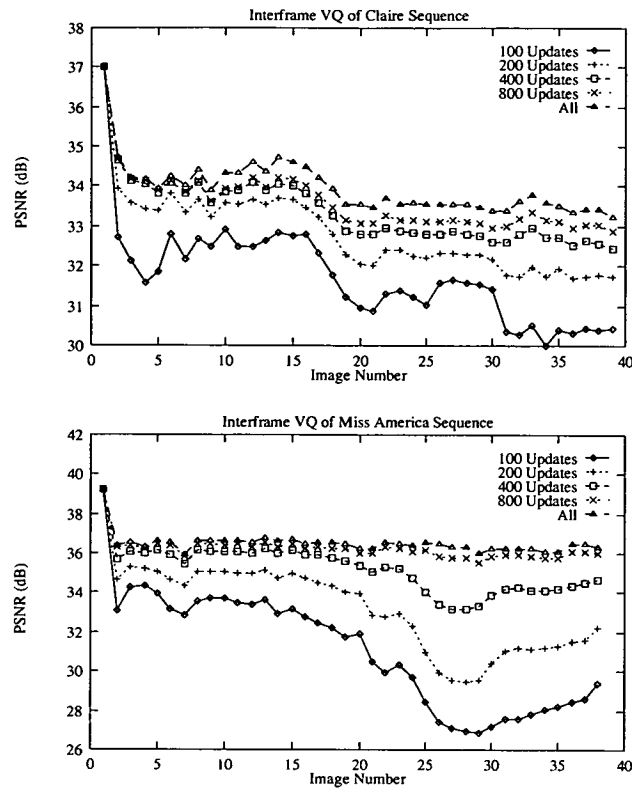 Interframe VQ of Claire Sequence
38
37
36
35
34
33
32
31
30
PSNR (dB)
100 Updates
200 Updates
400 Updates
800 Updates
All
0
5
10
15
20
25
30
35
40
Image Number
Interframe VQ of Miss America Sequence
42
40
38
36
34
32
30
28
26
PSNR (dB)
100 Updates
200 Updates
400 Updates
800 Updates
All
0
5
10
15
20
25
30
35
40
Image Number